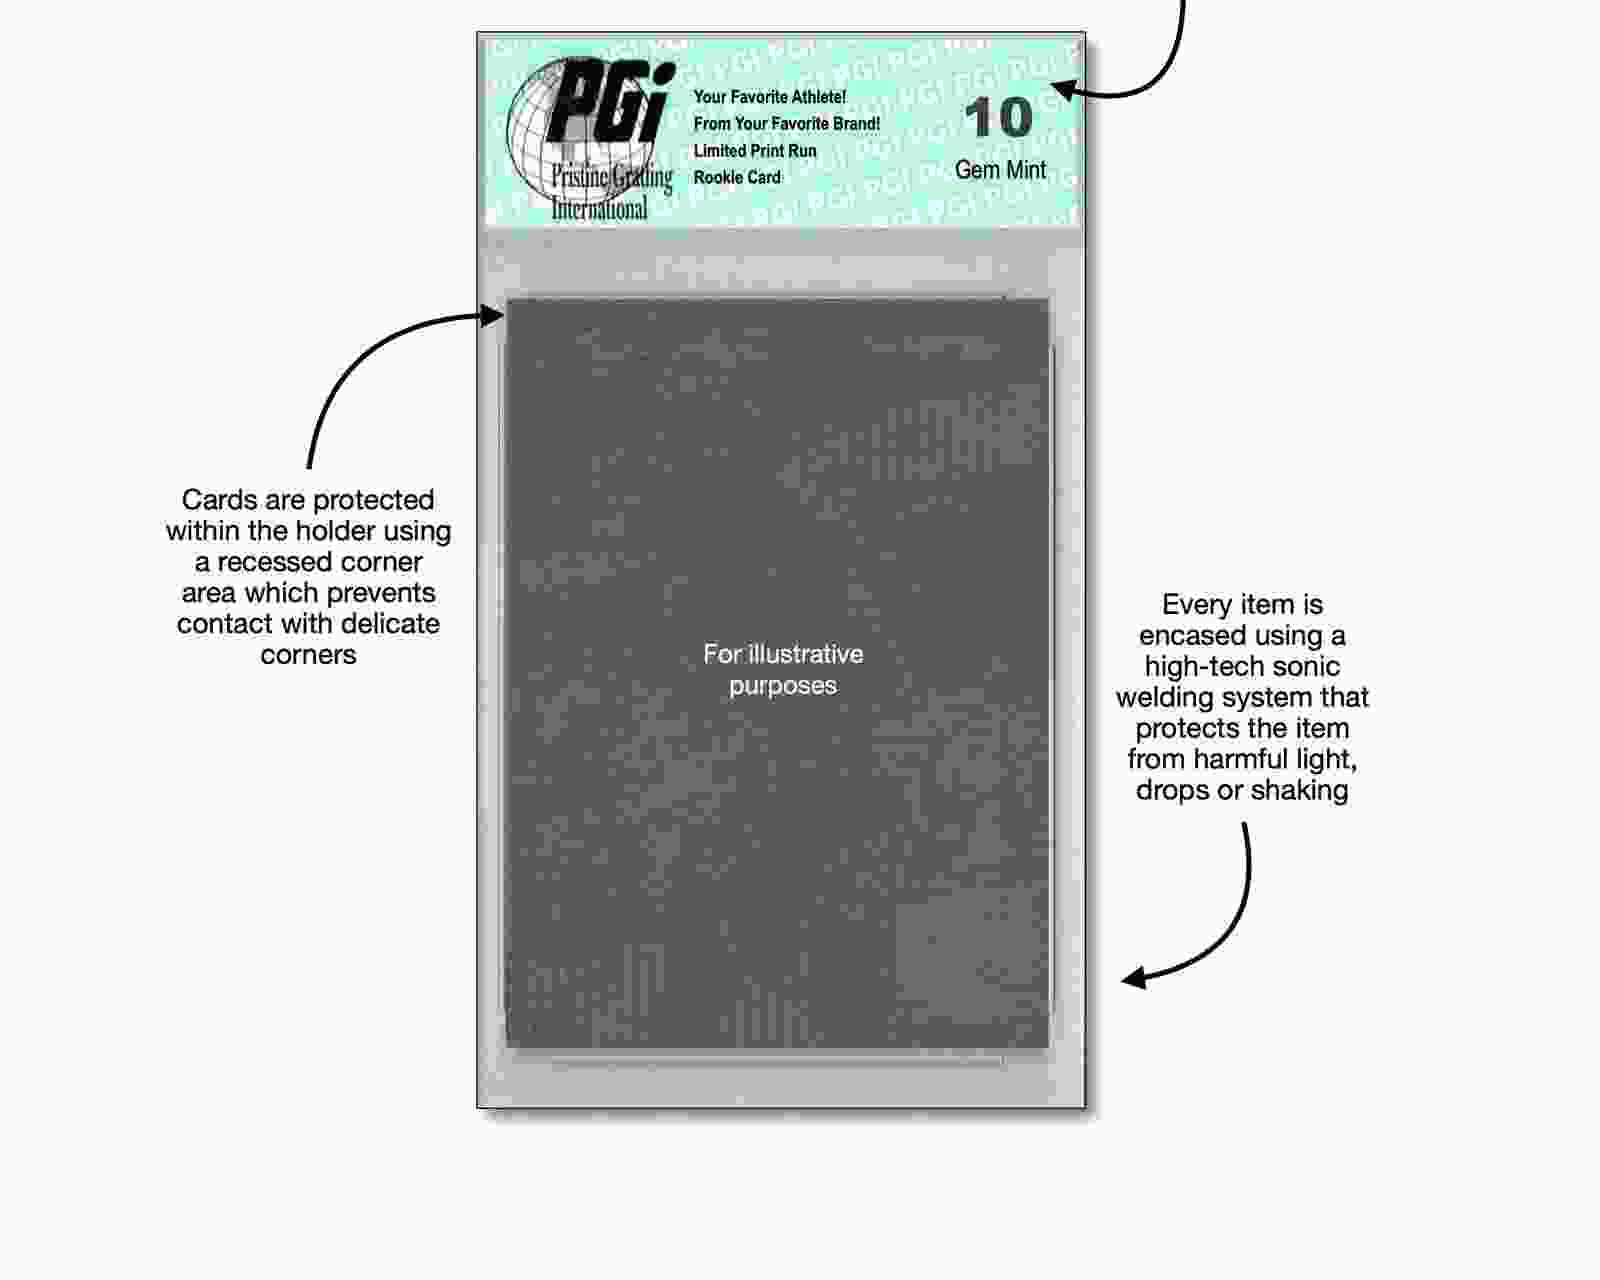 PGi
Pristine Grading
International
Your Favorite Athlete!
From Your Favorite Brand!
Limited Print Run
Rookie Card
10
Gem Mint
Cards are protected
within the holder using
a recessed corner
area which prevents
contact with delicate
corners
For illustrative
purposes
Every item is
encased using a
high-tech sonic
welding system that
protects the item
from harmful light,
drops or shaking